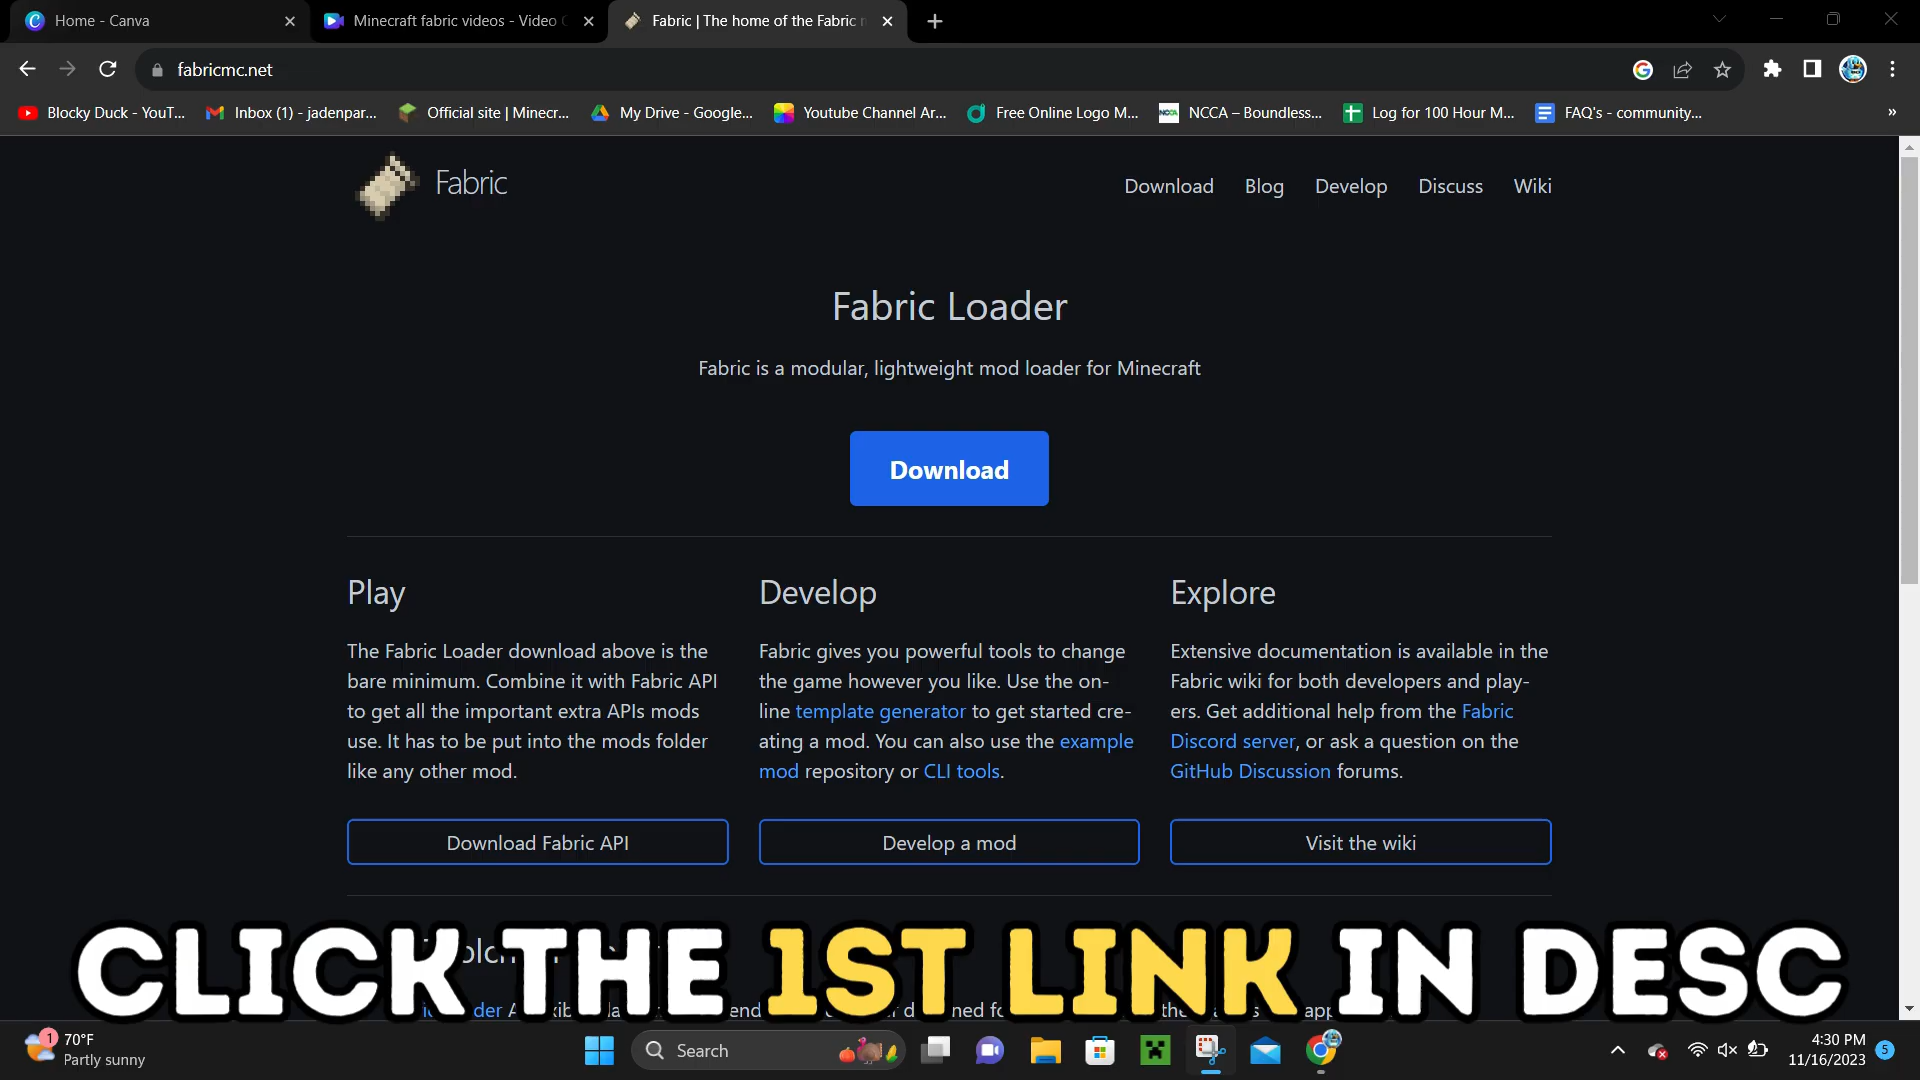 Home - Canva
Minecraft fabric videos - Video
Fabric | The home of the Fabric
fabricmc.net
Blocky Duck - YouT...
Inbox (1) - jadenpar...
Official site | Minecr...
My Drive - Google...
Youtube Channel Ar...
Free Online Logo M...
NCCA – Boundless...
Log for 100 Hour M...
FAQ's - community...
»
Fabric
Download
Blog
Develop
Discuss
Wiki
Fabric Loader
Fabric is a modular, lightweight mod loader for Minecraft
Download
Play
The Fabric Loader download above is the
bare minimum. Combine it with Fabric API
to get all the important extra APIs mods
use. It has to be put into the mods folder
like any other mod.
Download Fabric API
Develop
Fabric gives you powerful tools to change
the game however you like. Use the on-
line template generator to get started cre-
ating a mod. You can also use the example
mod repository or CLI tools.
Develop a mod
Explore
Extensive documentation is available in the
Fabric wiki for both developers and play-
ers. Get additional help from the Fabric
Discord server, or ask a question on the
GitHub Discussion forums.
Visit the wiki
CLICK THE 1ST LINK IN DESC
1
70°F
Partly sunny
Search
4:30 PM
11/16/2023
5